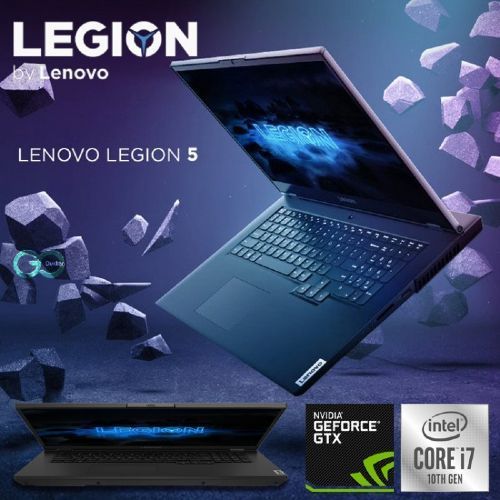 LEGION
by Lenovo
LENOVO LEGION 5
LEGION
Lenovo
LEGION
NVIDIA
GEFORCE
GTX
intel
CORE i7
10TH GEN